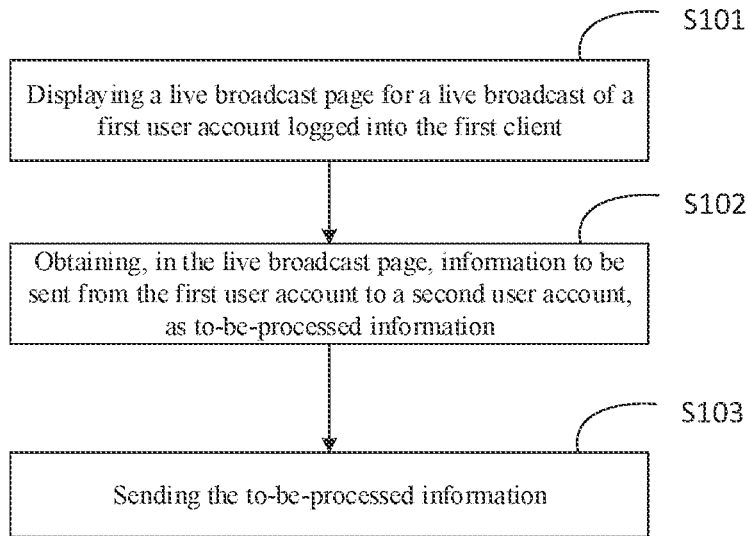 S101
Displaying a live broadcast page for a live broadcast of a
first user account logged into the first client
S102
Obtaining, in the live broadcast page, information to be
sent from the first user account to a second user account,
as to-be-processed information
S103
Sending the to-be-processed information